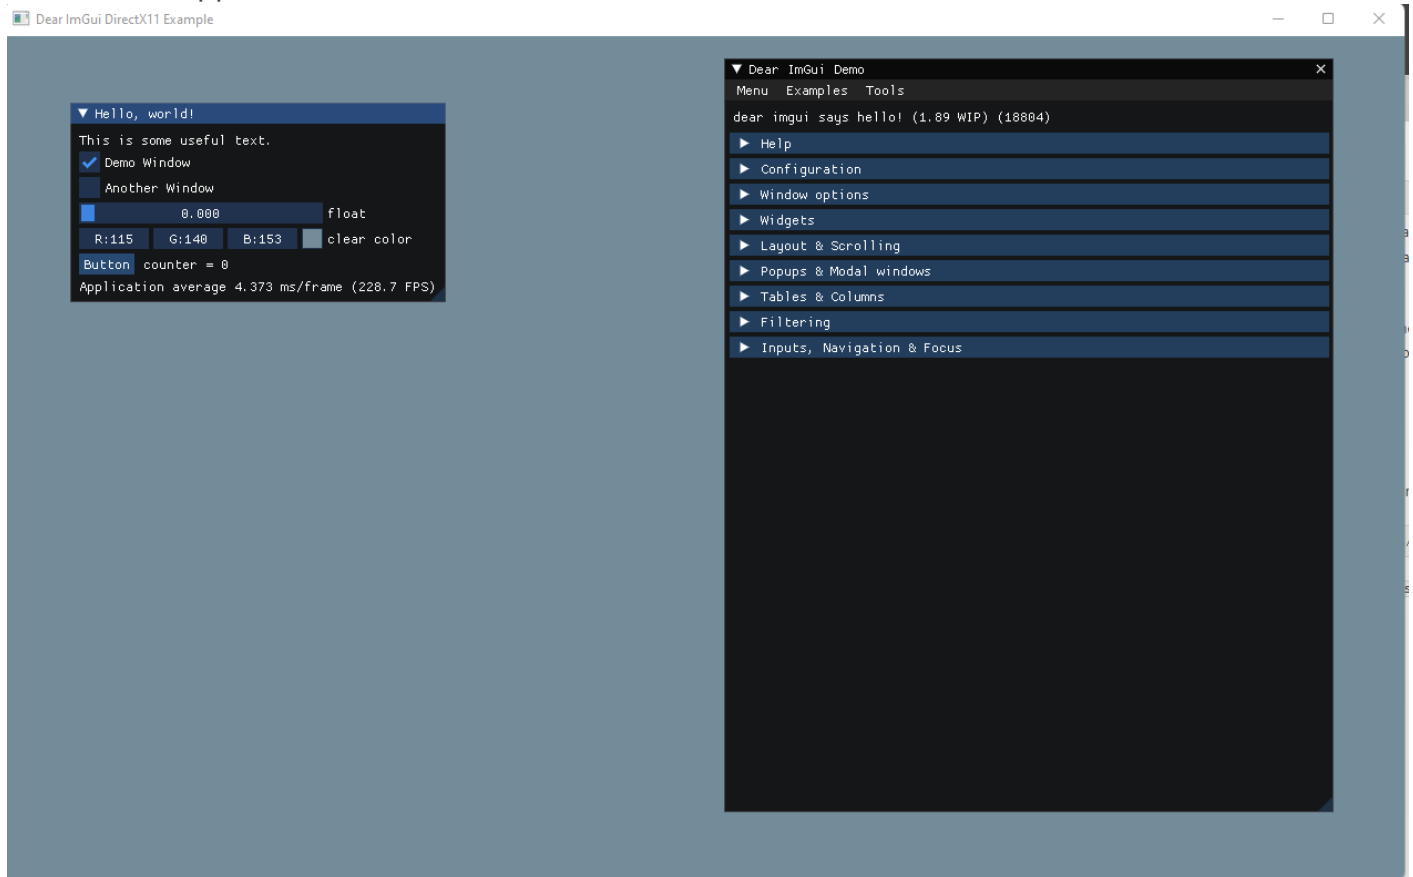 Dear ImGui DirectX11 Example
Hello, world!
This is some useful text.
Demo Window
Another Window
0.000 float
R:115 G:140 B:153 clear color
Button counter = 0
Application average 4.373 ms/frame (228.7 FPS)
Dear ImGui Demo
Menu Examples Tools
dear imgui says hello! (1.89 WIP) (18804)
Help
Configuration
Window options
Widgets
Layout & Scrolling
Popups & Modal windows
Tables & Columns
Filtering
Inputs, Navigation & Focus